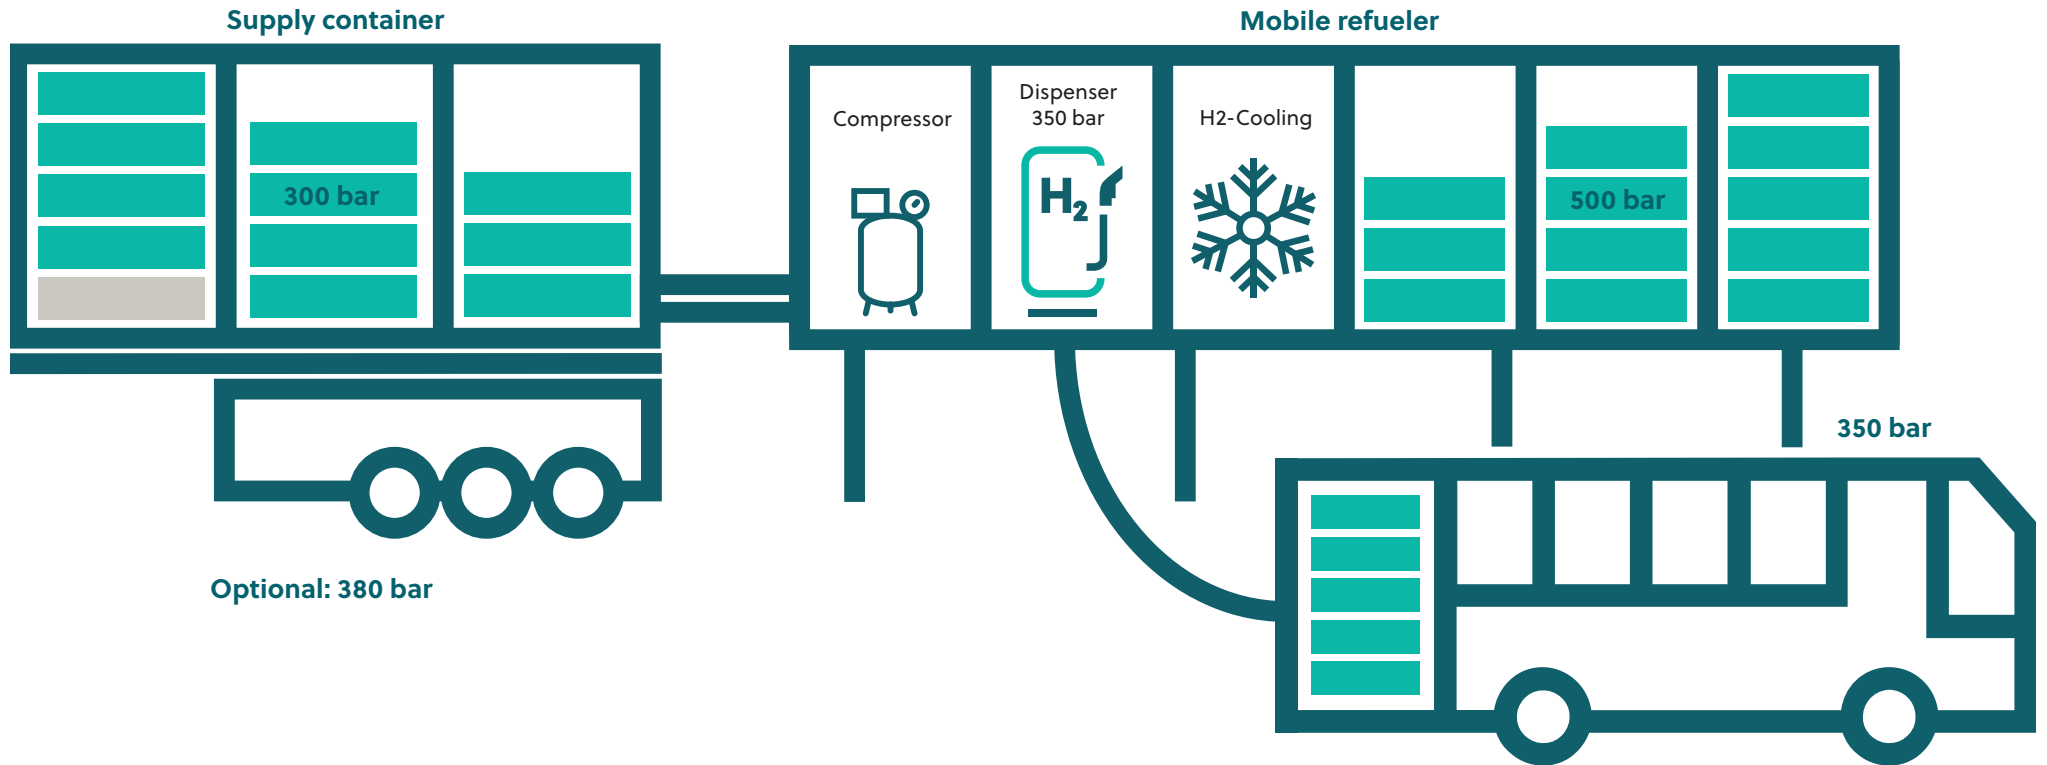 Supply container
300 bar
Optional: 380 bar
Mobile refueler
Compressor
Dispenser
350 bar
H2
H2-Cooling
500 bar
350 bar